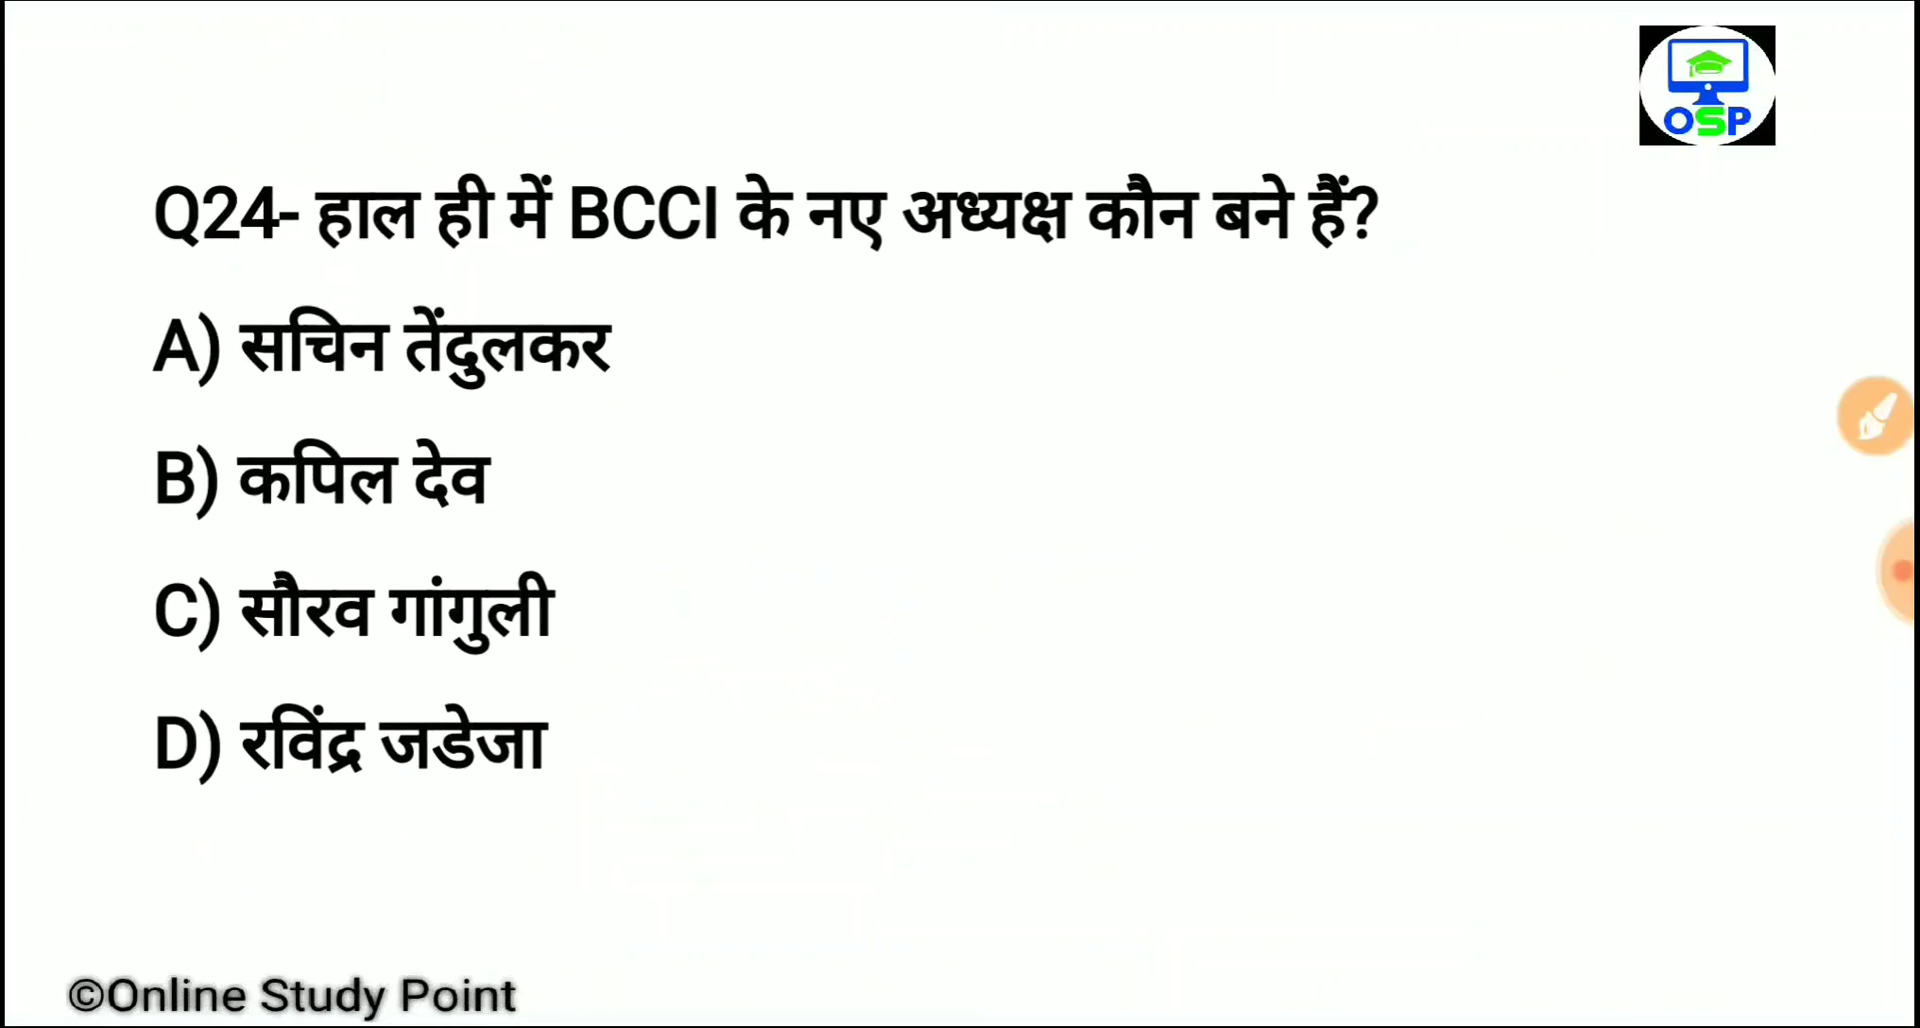 OSP
Q24- हाल ही में BCCI के नए अध्यक्ष कौन बने हैं?
A) सचिन तेंदुलकर
B) कपिल देव
C) सौरव गांगुली
D) रविंद्र जडेजा
©Online Study Point